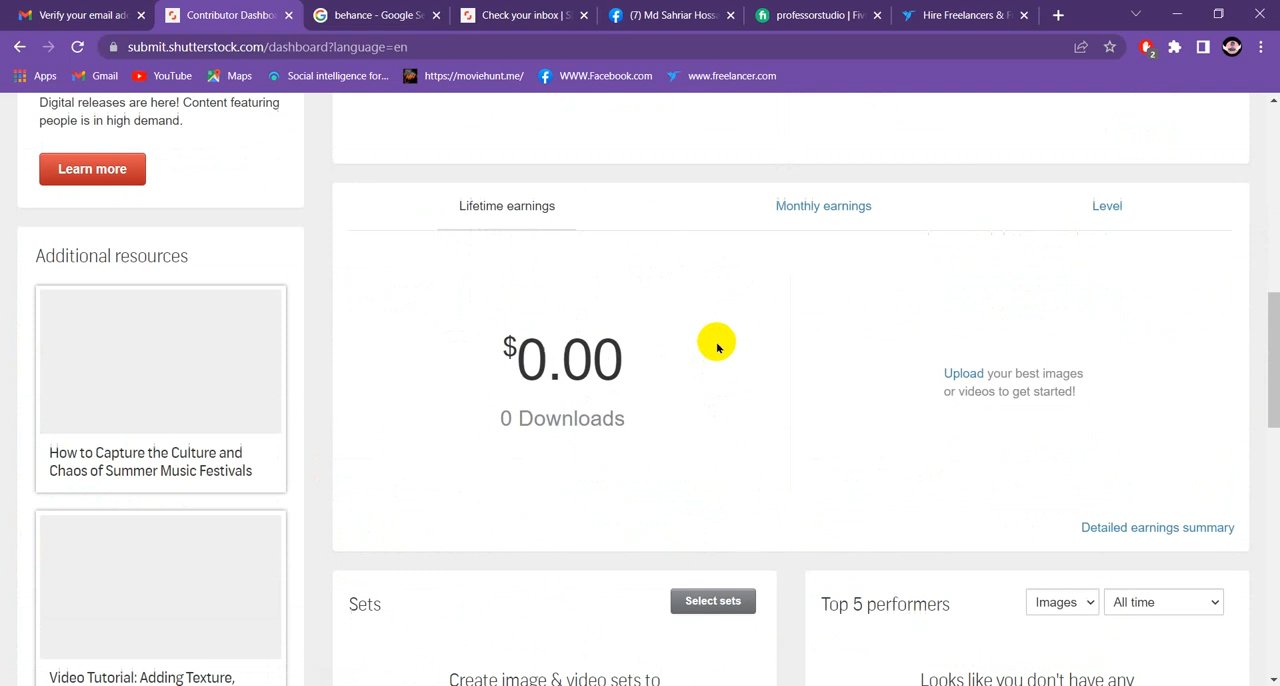 Verify your email ad
Contributor Dashbo
behance - Google Se
Check your inbox | S
(7) Md Sahriar Hossa
professorstudio | Fiv
Hire Freelancers & F
submit.shutterstock.com/dashboard?language=en
2
Apps
Gmail
YouTube
Maps
Social intelligence for...
https://moviehunt.me/
WWW.Facebook.com
www.freelancer.com
Digital releases are here! Content featuring
people is in high demand.
Learn more
Additional resources
How to Capture the Culture and
Chaos of Summer Music Festivals
Video Tutorial: Adding Texture,
Lifetime earnings
Monthly earnings
Level
$0.00
0 Downloads
Upload your best images
or videos to get started!
Detailed earnings summary
Sets
Select sets
Create image & video sets to
Top 5 performers
Images
All time
Looks like you don't have any